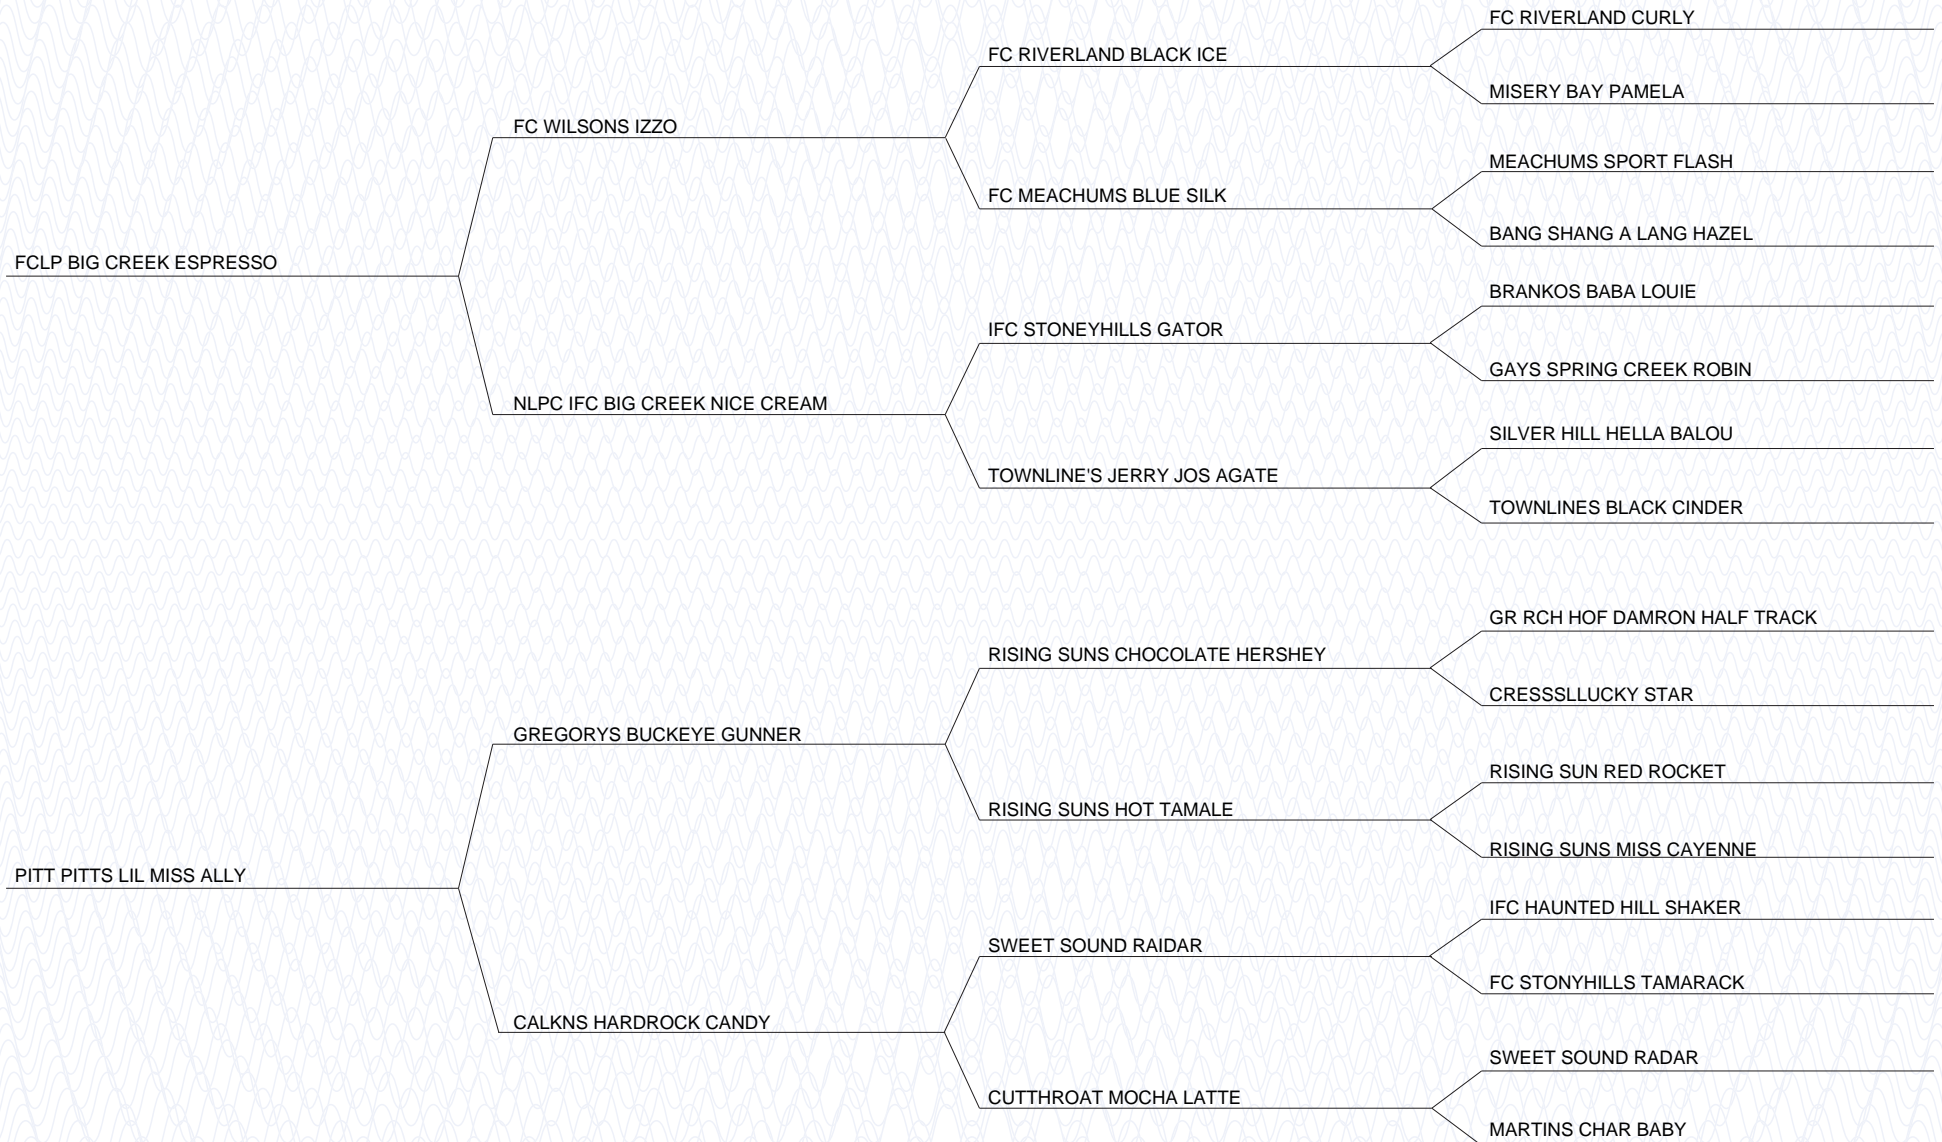 FC RIVERLAND CURLY
FC RIVERLAND BLACK ICE
MISERY BAY PAMELA
FC WILSONS IZZO
MEACHUMS SPORT FLASH
FC MEACHUMS BLUE SILK
BANG SHANG A LANG HAZEL
FCLP BIG CREEK ESPRESSO
BRANKOS BABA LOUIE
IFC STONEYHILLS GATOR
GAYS SPRING CREEK ROBIN
NLPC IFC BIG CREEK NICE CREAM
SILVER HILL HELLA BALOU
TOWNLINE'S JERRY JOS AGATE
TOWNLINES BLACK CINDER
GR RCH HOF DAMRON HALF TRACK
RISING SUNS CHOCOLATE HERSHEY
CRESSSLLUCKY STAR
GREGORYS BUCKEYE GUNNER
RISING SUN RED ROCKET
RISING SUNS HOT TAMALE
RISING SUNS MISS CAYENNE
PITT PITTS LIL MISS ALLY
IFC HAUNTED HILL SHAKER
SWEET SOUND RAIDAR
FC STONYHILLS TAMARACK
CALKNS HARDROCK CANDY
SWEET SOUND RADAR
CUTTHROAT MOCHA LATTE
MARTINS CHAR BABY